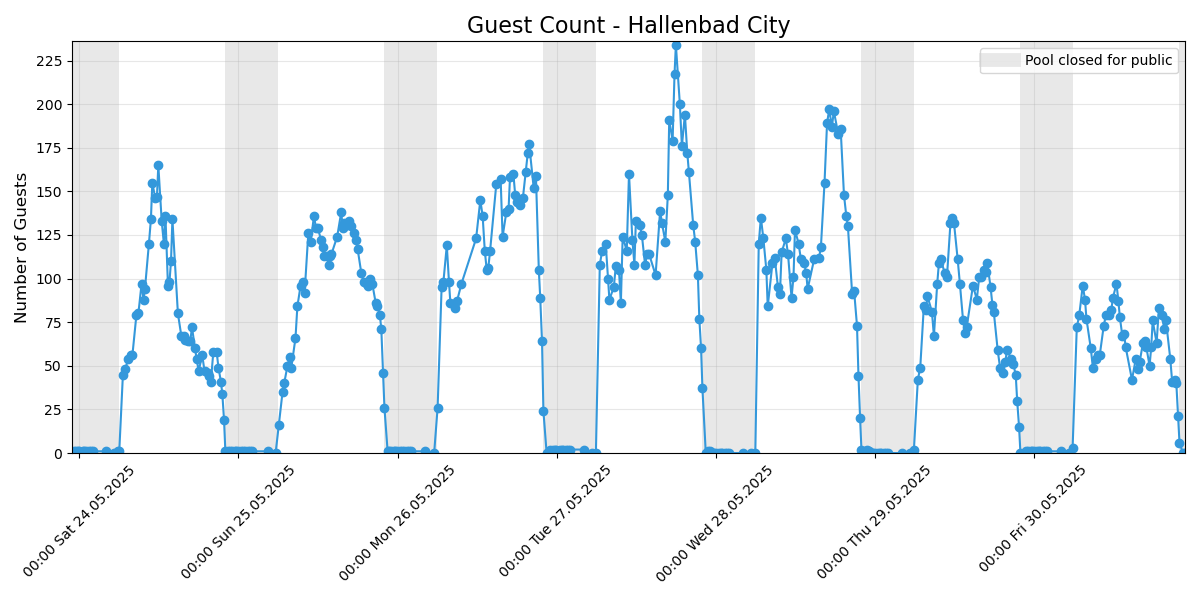 Guest Count - Hallenbad City
Pool closed for public
Number of Guests
225
200
175
150
125
100
75
50
25
0
00:00 Sat 24.05.2025
00:00 Sun 25.05.2025
00:00 Mon 26.05.2025
00:00 Tue 27.05.2025
00:00 Wed 28.05.2025
00:00 Thu 29.05.2025
00:00 Fri 30.05.2025